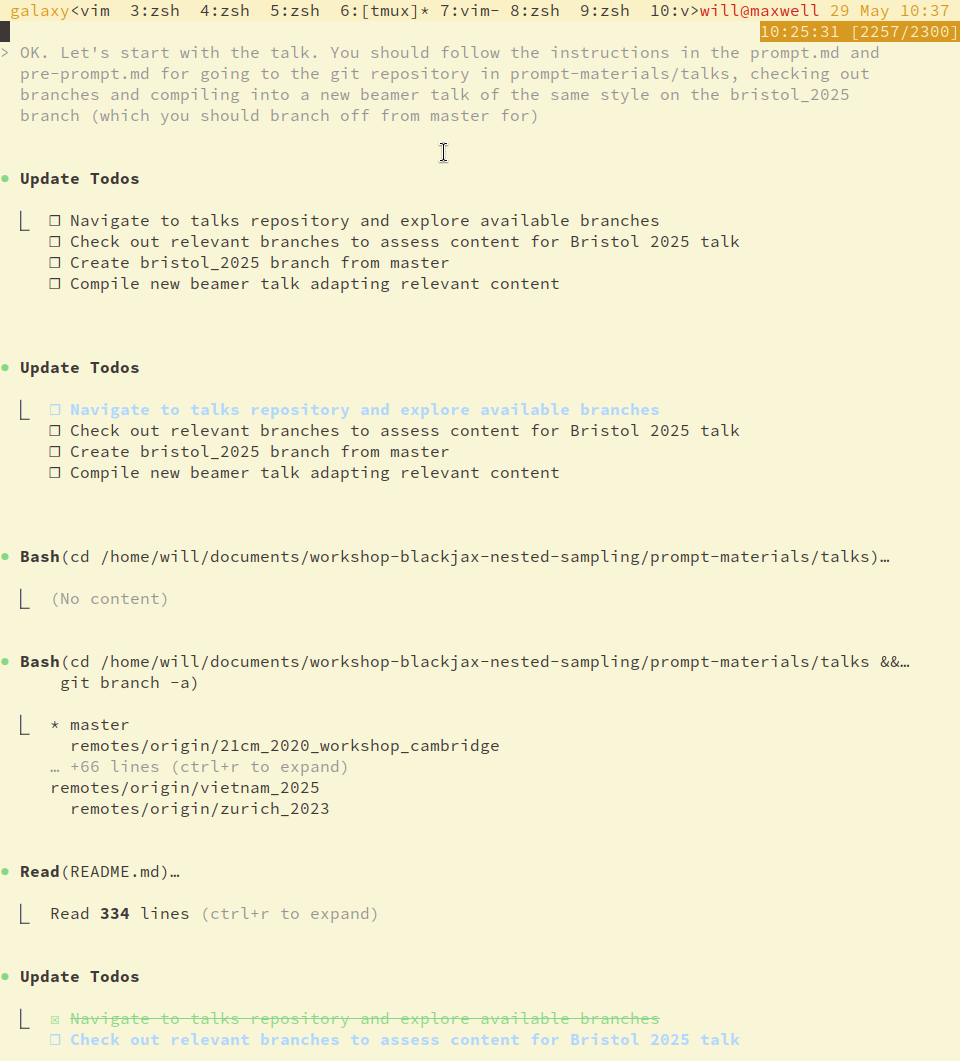 galaxy<vim  3:zsh  4:zsh  5:zsh  6:[tmux]* 7:vim- 8:zsh  9:zsh  10:v>will@maxwell 29 May 10:37
10:25:31 [2257/2300]
> OK. Let's start with the talk. You should follow the instructions in the prompt.md and
pre-prompt.md for going to the git repository in prompt-materials/talks, checking out
branches and compiling into a new beamer talk of the same style on the bristol_2025
branch (which you should branch off from master for)
● Update Todos
⎿ ☐ Navigate to talks repository and explore available branches
☐ Check out relevant branches to assess content for Bristol 2025 talk
☐ Create bristol_2025 branch from master
☐ Compile new beamer talk adapting relevant content
● Update Todos
⎿ ☐ Navigate to talks repository and explore available branches
☐ Check out relevant branches to assess content for Bristol 2025 talk
☐ Create bristol_2025 branch from master
☐ Compile new beamer talk adapting relevant content
● Bash(cd /home/will/documents/workshop-blackjax-nested-sampling/prompt-materials/talks)…
⎿ (No content)
● Bash(cd /home/will/documents/workshop-blackjax-nested-sampling/prompt-materials/talks &&…
git branch -a)
⎿ * master
remotes/origin/21cm_2020_workshop_cambridge
… +66 lines (ctrl+r to expand)
remotes/origin/vietnam_2025
remotes/origin/zurich_2023
● Read(README.md)…
⎿ Read 334 lines (ctrl+r to expand)
● Update Todos
⎿ ☒ Navigate to talks repository and explore available branches
☐ Check out relevant branches to assess content for Bristol 2025 talk